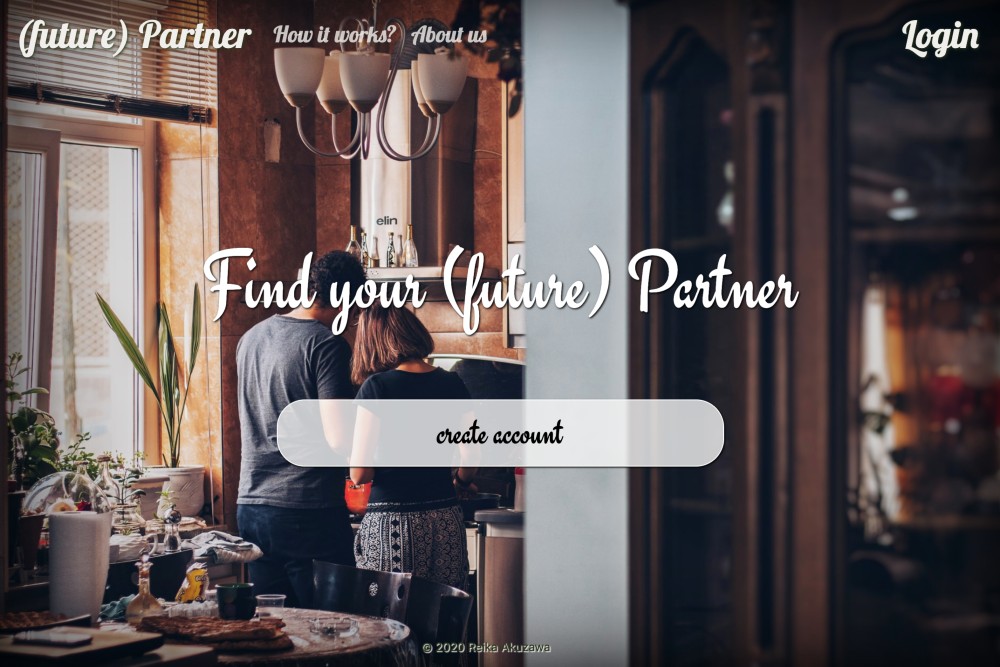 (future) Partner How it works? About us Login
elin
Find your (future) Partner
create account
© 2020 Reika Akuzawa